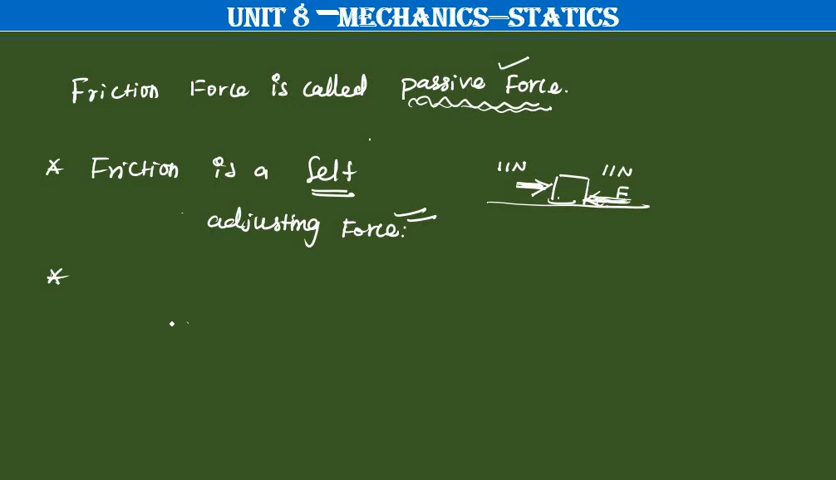 UNIT 8 – MECHANICS–STATICS
Friction Force is called passive Force.
* Friction is a Self
adjusting Force:
11N 11N
F
*